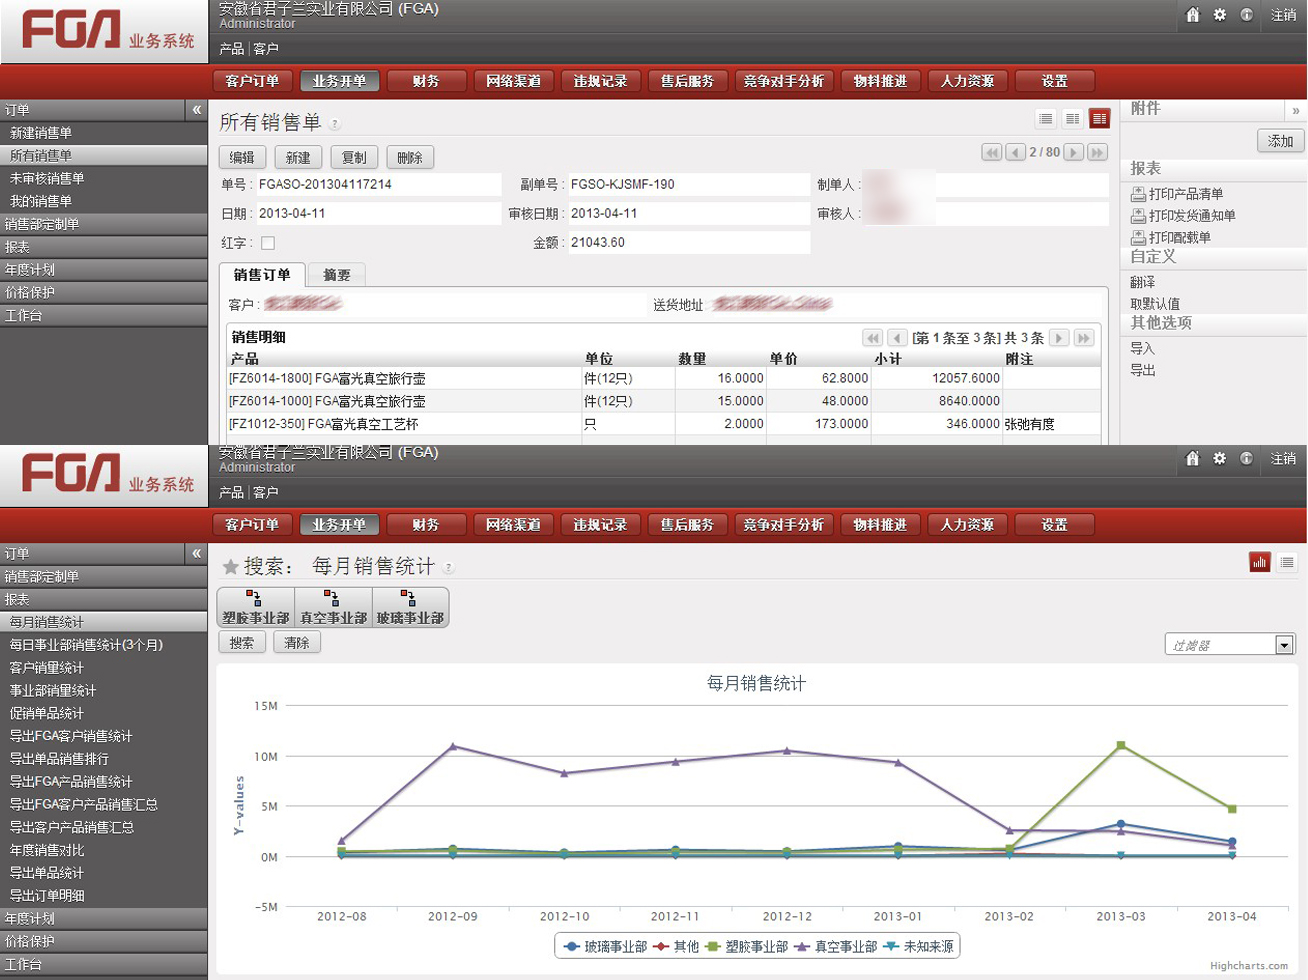 FGA 业务系统
安徽省君子兰实业有限公司 (FGA)
Administrator
产品 | 客户
注销
客户订单 业务开单 财务 网络渠道 违规记录 售后服务 竞争对手分析 物料推进 人力资源 设置
订单 «
新建销售单
所有销售单
未审核销售单
我的销售单
销售部定制单
报表
年度计划
价格保护
工作台
所有销售单 ?
编辑 新建 复制 删除
2 / 80
单号 : FGASO-201304117214 副单号 : FGSO-KJSMF-190 制单人 :
日期 : 2013-04-11 审核日期 : 2013-04-11 审核人 :
红字 : 金额 : 21043.60
销售订单 摘要
客户 : 送货地址
销售明细 [第 1 条至 3 条] 共 3 条
产品 单位 数量 单价 小计 附注
[FZ6014-1800] FGA富光真空旅行壶 件(12只) 16.0000 62.8000 12057.6000
[FZ6014-1000] FGA富光真空旅行壶 件(12只) 15.0000 48.0000 8640.0000
[FZ1012-350] FGA富光真空工艺杯 只 2.0000 173.0000 346.0000 张弛有度
附件 »
添加
报表
打印产品清单
打印发货通知单
打印配载单
自定义
翻译
取默认值
其他选项
导入
导出
FGA 业务系统
安徽省君子兰实业有限公司 (FGA)
Administrator
产品 | 客户
注销
客户订单 业务开单 财务 网络渠道 违规记录 售后服务 竞争对手分析 物料推进 人力资源 设置
订单 «
销售部定制单
报表
每月销售统计
每日事业部销售统计(3个月)
客户销量统计
事业部销量统计
促销单品统计
导出FGA客户销售统计
导出单品销售排行
导出FGA产品销售统计
导出FGA客户产品销售汇总
导出客户产品销售汇总
年度销售对比
导出单品统计
导出订单明细
年度计划
价格保护
工作台
搜索: 每月销售统计 ?
塑胶事业部 真空事业部 玻璃事业部
搜索 清除
过滤器
每月销售统计
Y-values
15M
10M
5M
0M
-5M
2012-08 2012-09 2012-10 2012-11 2012-12 2013-01 2013-02 2013-03 2013-04
玻璃事业部 其他 塑胶事业部 真空事业部 未知来源
Highcharts.com